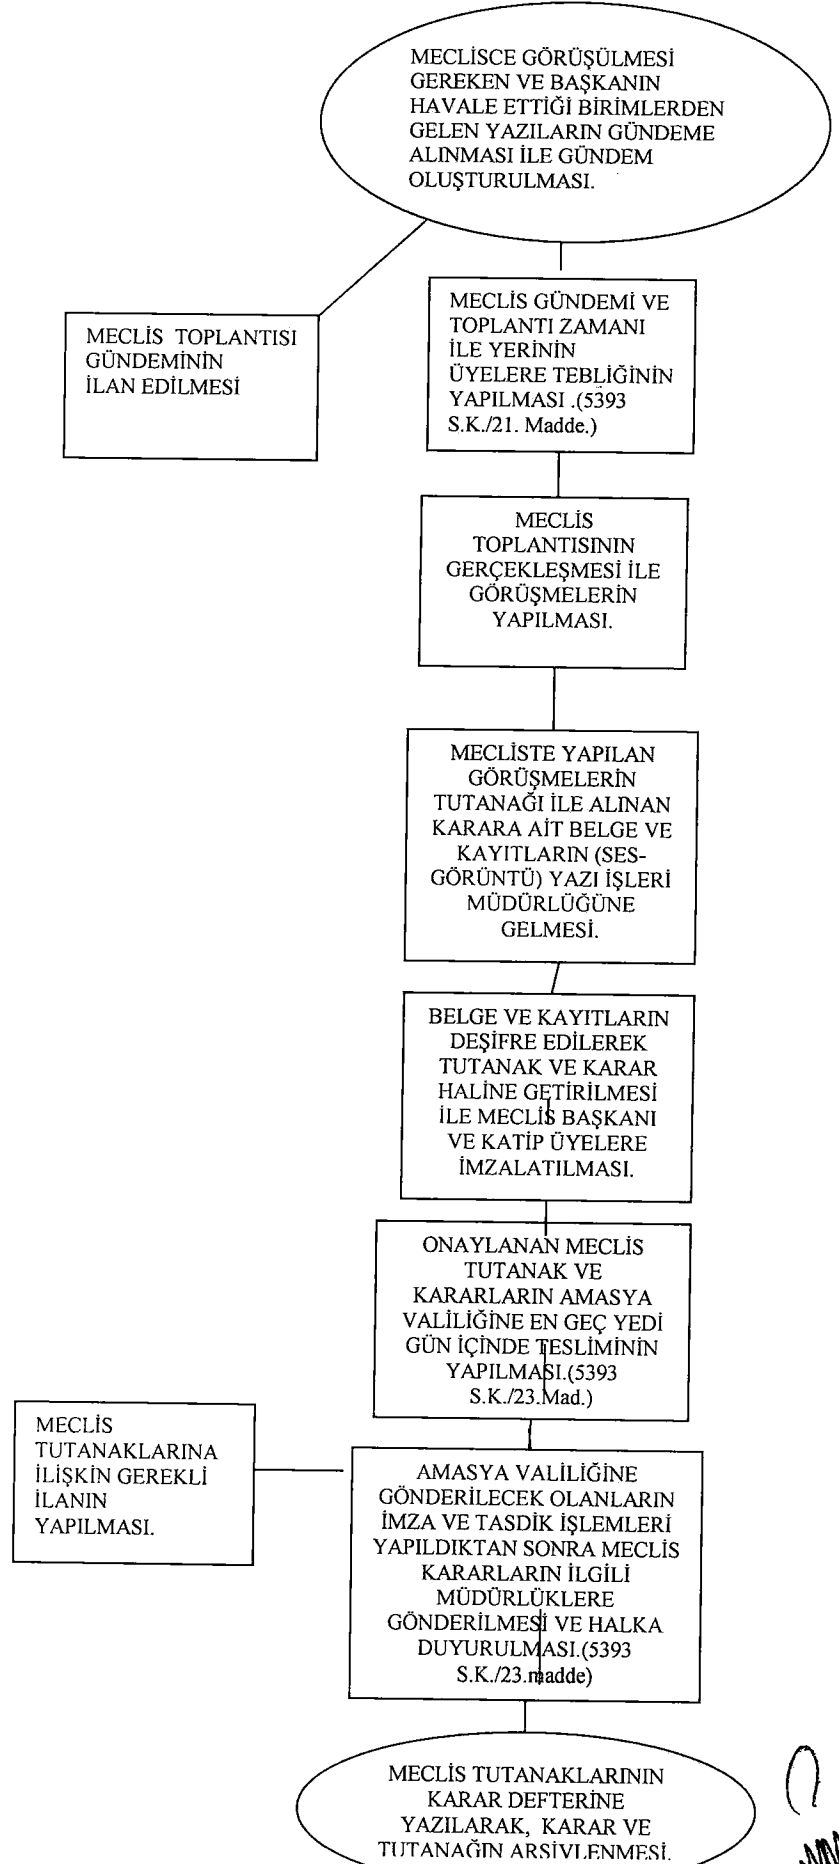 MECLİSCE GÖRÜŞÜLMESİ
GEREKEN VE BAŞKANIN
HAVALE ETTİĞİ BİRİMLERDEN
GELEN YAZILARIN GÜNDEME
ALINMASI İLE GÜNDEM
OLUŞTURULMASI.
MECLİS TOPLANTISI
GÜNDEMİNİN
İLAN EDİLMESİ
MECLİS GÜNDEMİ VE
TOPLANTI ZAMANI
İLE YERİNİN
ÜYELERE TEBLİĞİNİN
YAPILMASI .(5393
S.K./21. Madde.)
MECLİS
TOPLANTISININ
GERÇEKLEŞMESİ İLE
GÖRÜŞMELERİN
YAPILMASI.
MECLİSTE YAPILAN
GÖRÜŞMELERİN
TUTANAĞI İLE ALINAN
KARARA AİT BELGE VE
KAYITLARIN (SES-
GÖRÜNTÜ) YAZI İŞLERİ
MÜDÜRLÜĞÜNE
GELMESİ.
BELGE VE KAYITLARIN
DEŞİFRE EDİLEREK
TUTANAK VE KARAR
HALİNE GETİRİLMESİ
İLE MECLİS BAŞKANI
VE KATİP ÜYELERE
İMZALATILMASI.
ONAYLANAN MECLİS
TUTANAK VE
KARARLARIN AMASYA
VALİLİĞİNE EN GEÇ YEDİ
GÜN İÇİNDE TESLİMİNİN
YAPILMASI.(5393
S.K./23.Mad.)
MECLİS
TUTANAKLARINA
İLİŞKİN GEREKLİ
İLANIN
YAPILMASI.
AMASYA VALİLİĞİNE
GÖNDERİLECEK OLANLARIN
İMZA VE TASDİK İŞLEMLERİ
YAPILDIKTAN SONRA MECLİS
KARARLARIN İLGİLİ
MÜDÜRLÜKLERE
GÖNDERİLMESİ VE HALKA
DUYURULMASI.(5393
S.K./23.madde)
MECLİS TUTANAKLARININ
KARAR DEFTERİNE
YAZILARAK, KARAR VE
TUTANAĞIN ARŞİVLENMESİ.